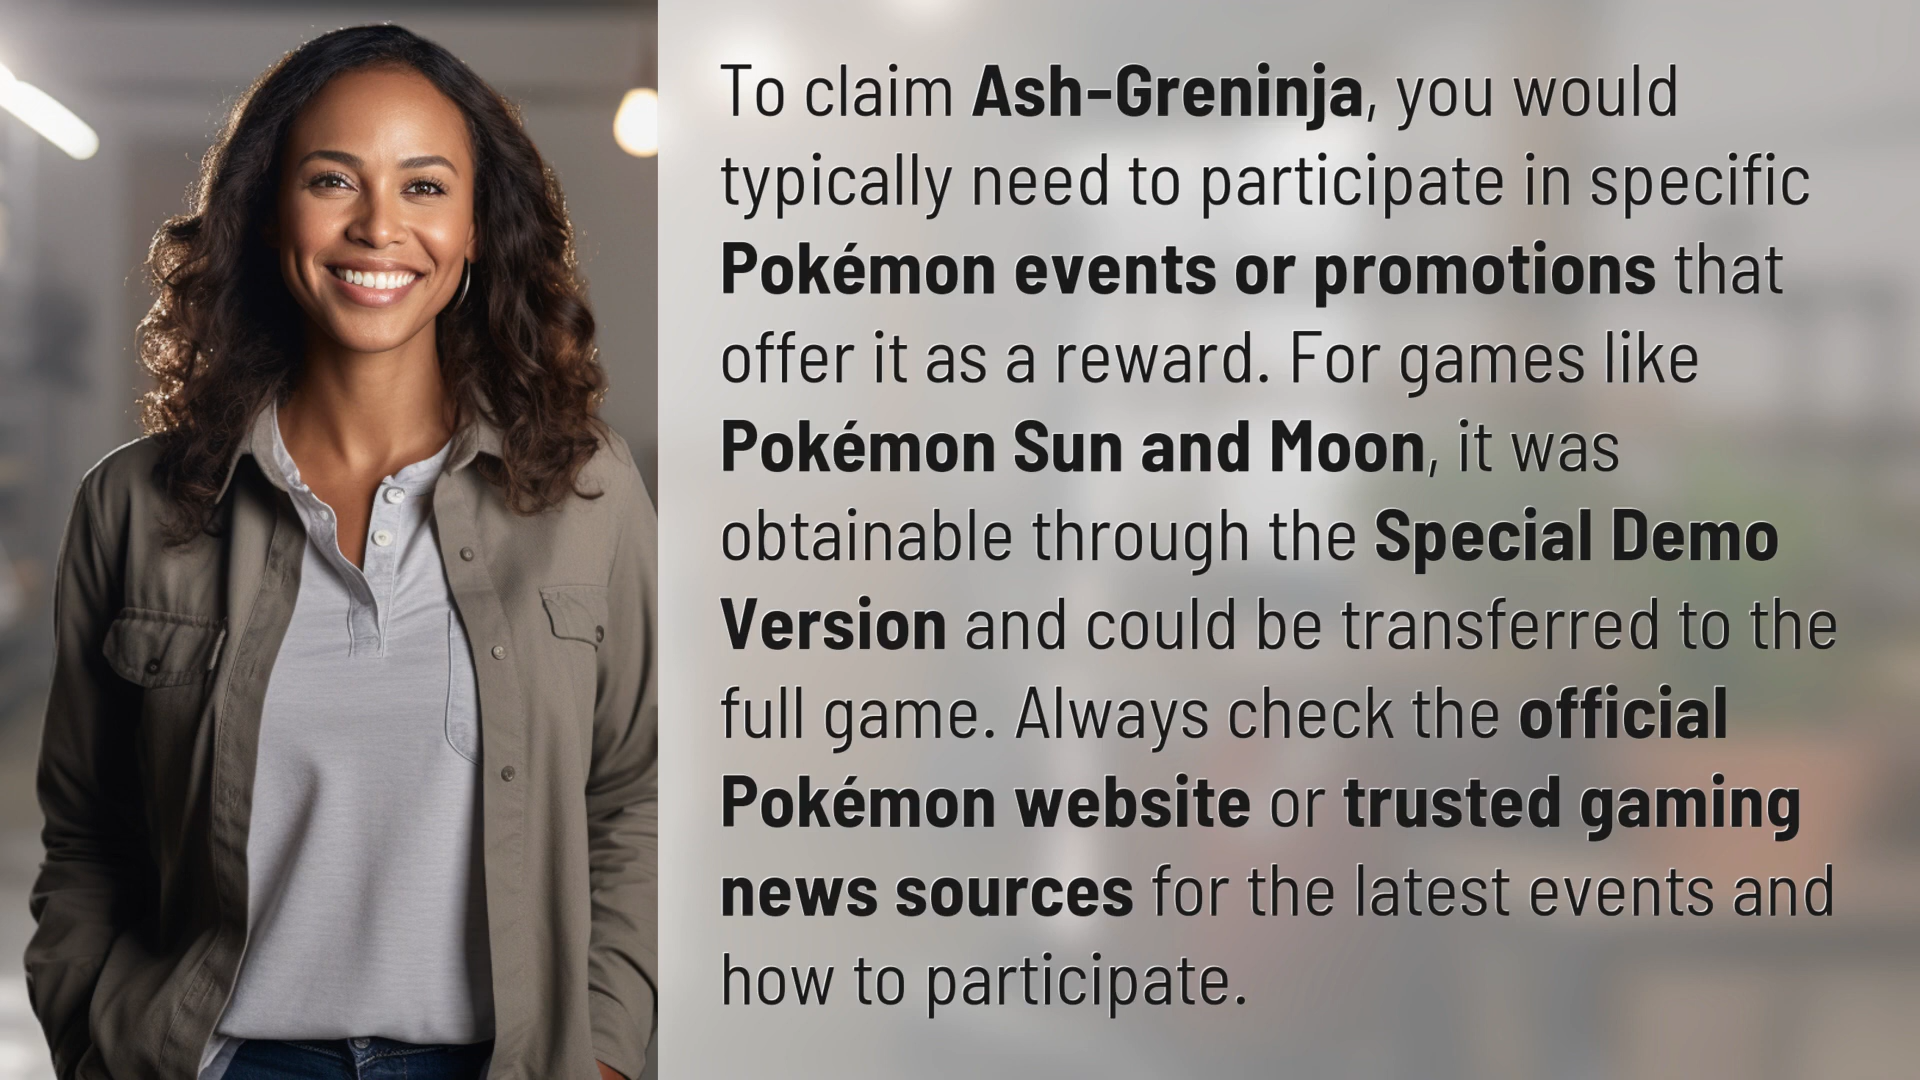 To claim Ash-Greninja, you would
typically need to participate in specific
Pokémon events or promotions that
offer it as a reward. For games like
Pokémon Sun and Moon, it was
obtainable through the Special Demo
Version and could be transferred to the
full game. Always check the official
Pokémon website or trusted gaming
news sources for the latest events and
how to participate.